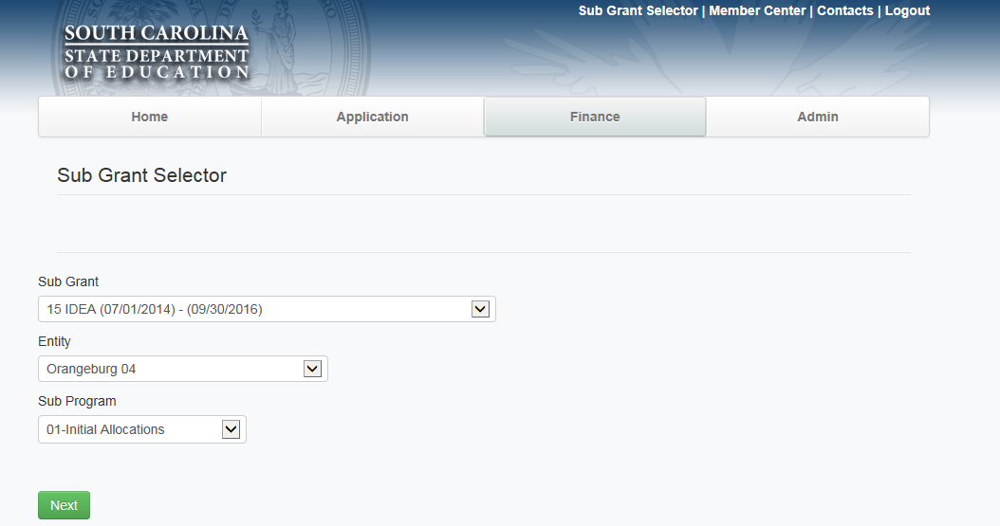 Sub Grant Selector | Member Center | Contacts | Logout
SOUTH CAROLINA
STATE DEPARTMENT
OF EDUCATION
Home Application Finance Admin
Sub Grant Selector
Sub Grant
15 IDEA (07/01/2014) - (09/30/2016)
Entity
Orangeburg 04
Sub Program
01-Initial Allocations
Next